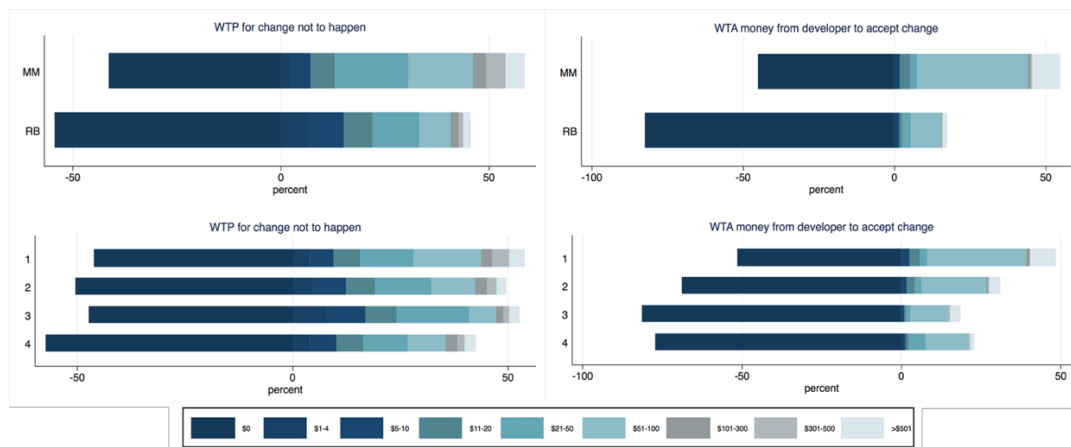 WTP for change not to happen
MM
RB
-50 0 50
percent
WTA money from developer to accept change
MM
RB
-100 -50 0 50
percent
WTP for change not to happen
1
2
3
4
-50 0 50
percent
WTA money from developer to accept change
1
2
3
4
-100 -50 0 50
percent
$0 $1-4 $5-10 $11-20 $21-50 $51-100 $101-300 $301-500 >$501